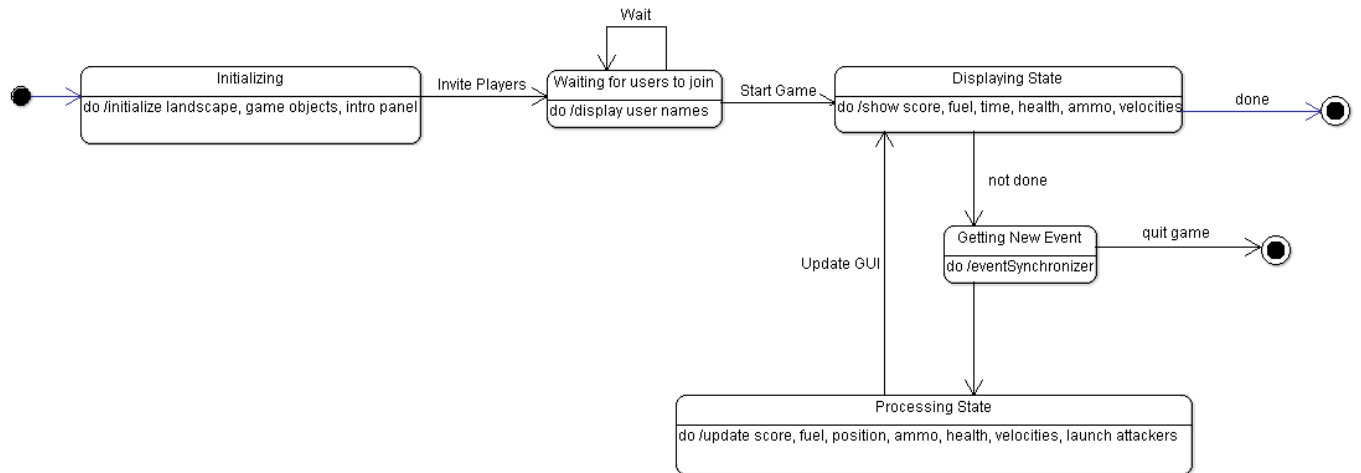 Wait
Initializing
do /initialize landscape, game objects, intro panel
Invite Players
Waiting for users to join
do /display user names
Start Game
Displaying State
do /show score, fuel, time, health, ammo, velocities
done
not done
Getting New Event
do /eventSynchronizer
quit game
Update GUI
Processing State
do /update score, fuel, position, ammo, health, velocities, launch attackers